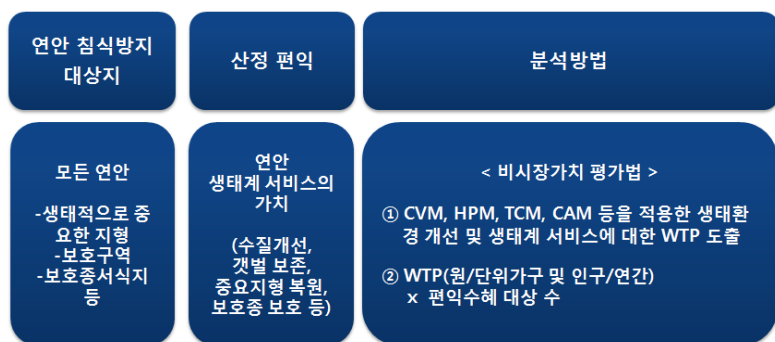 연안 침식방지
대상지
산정 편익
분석방법
모든 연안
-생태적으로 중
요한 지형
-보호구역
-보호종서식지
등
연안
생태계 서비스의
가치
(수질개선,
갯벌 보존,
중요지형 복원,
보호종 보호 등)
< 비시장가치 평가법 >
① CVM, HPM, TCM, CAM 등을 적용한 생태환
경 개선 및 생태계 서비스에 대한 WTP 도출
② WTP(원/단위가구 및 인구/연간)
x 편익수혜 대상 수